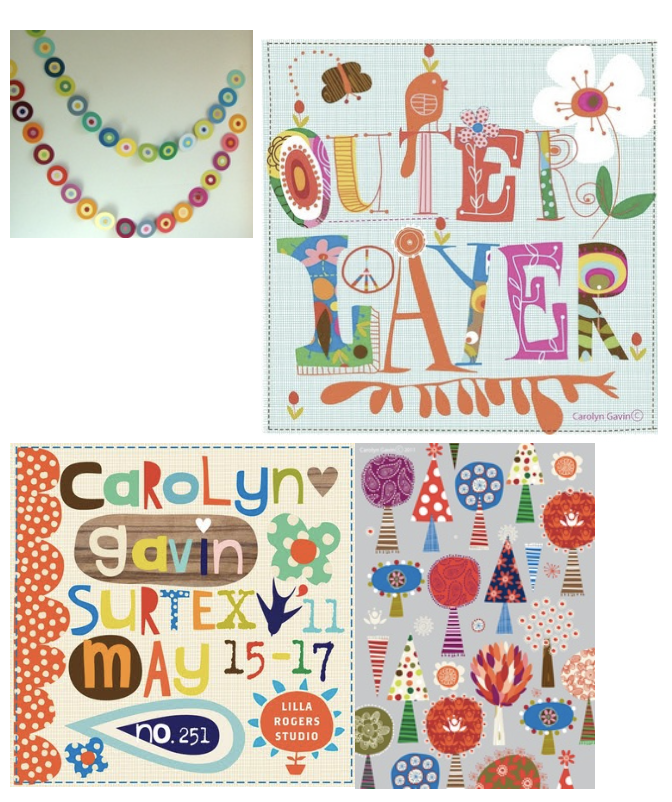 OUTER
LAYER
Carolyn Gavin©
CaRoLyn
gavin
SURTEX '11
mAy 15-17
no. 251
LILLA
ROGERS
STUDIO